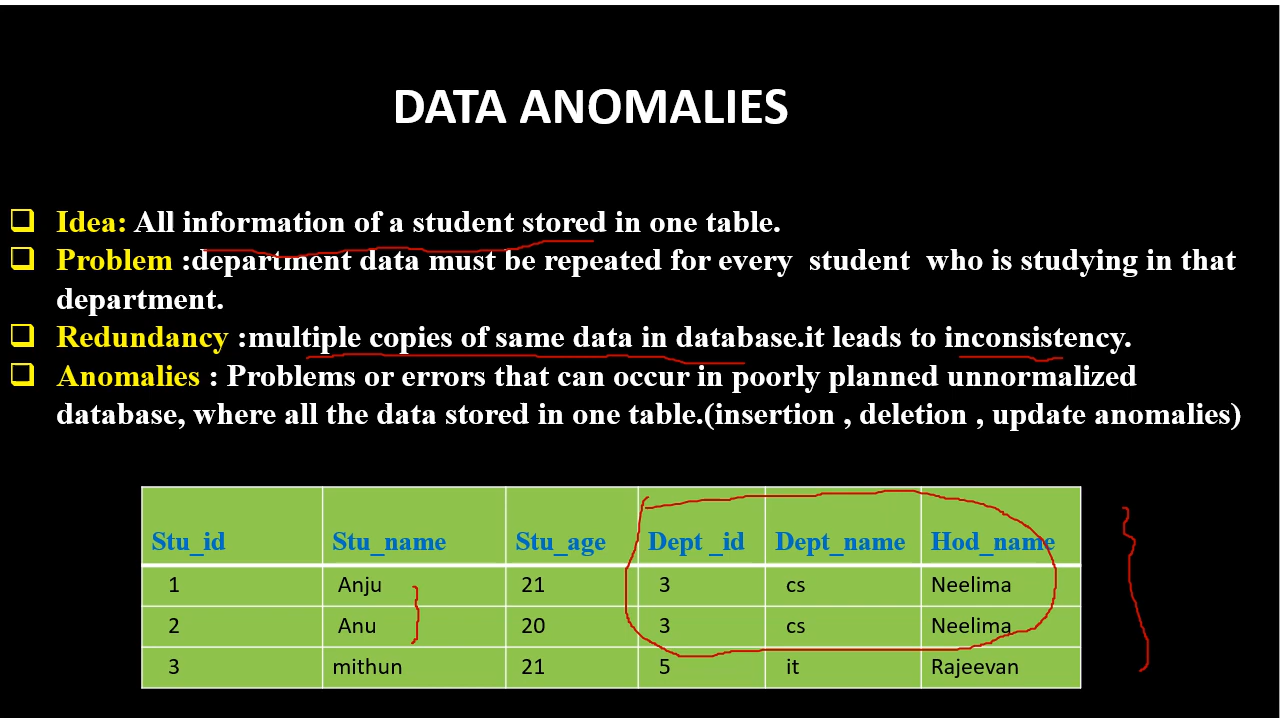 DATA ANOMALIES
Idea: All information of a student stored in one table.
Problem :department data must be repeated for every student who is studying in that
department.
Redundancy :multiple copies of same data in database.it leads to inconsistency.
Anomalies : Problems or errors that can occur in poorly planned unnormalized
database, where all the data stored in one table.(insertion , deletion , update anomalies)
Stu_id Stu_name Stu_age Dept _id Dept_name Hod_name
1 Anju 21 3 cs Neelima
2 Anu 20 3 cs Neelima
3 mithun 21 5 it Rajeevan